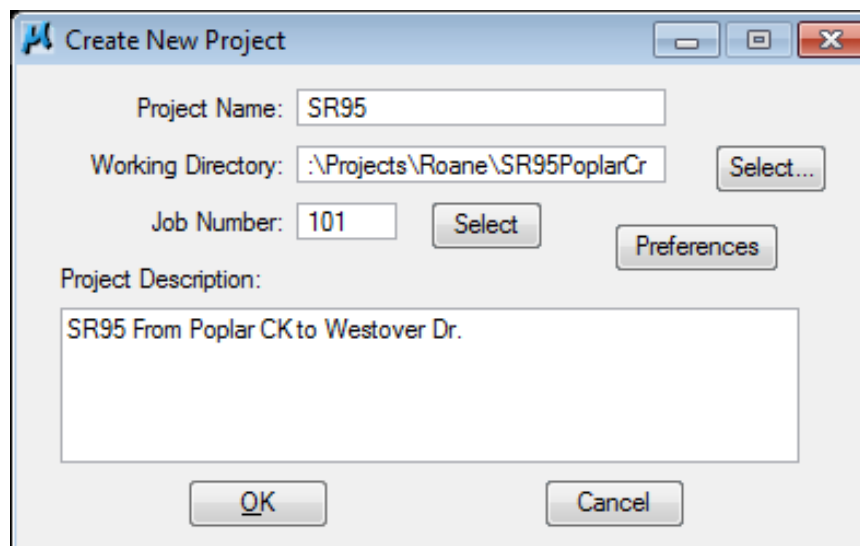 Create New Project
Project Name: SR95
Working Directory: :\Projects\Roane\SR95PoplarCr Select...
Job Number: 101 Select
Preferences
Project Description:
SR95 From Poplar CK to Westover Dr.
OK Cancel